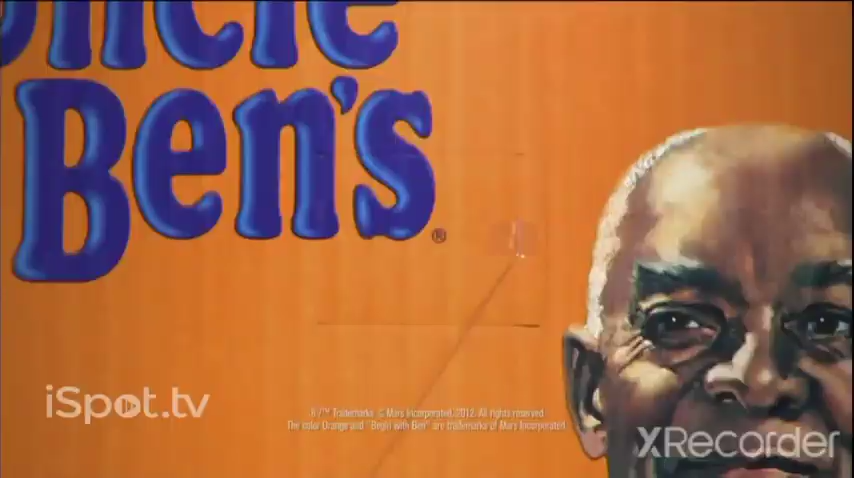 Uncle
Ben's®
iSpot.tv
®/™ Trademarks © Mars Incorporated, 2012. All rights reserved.
The color Orange and "Begin with Ben" are trademarks of Mars Incorporated.
XRecorder